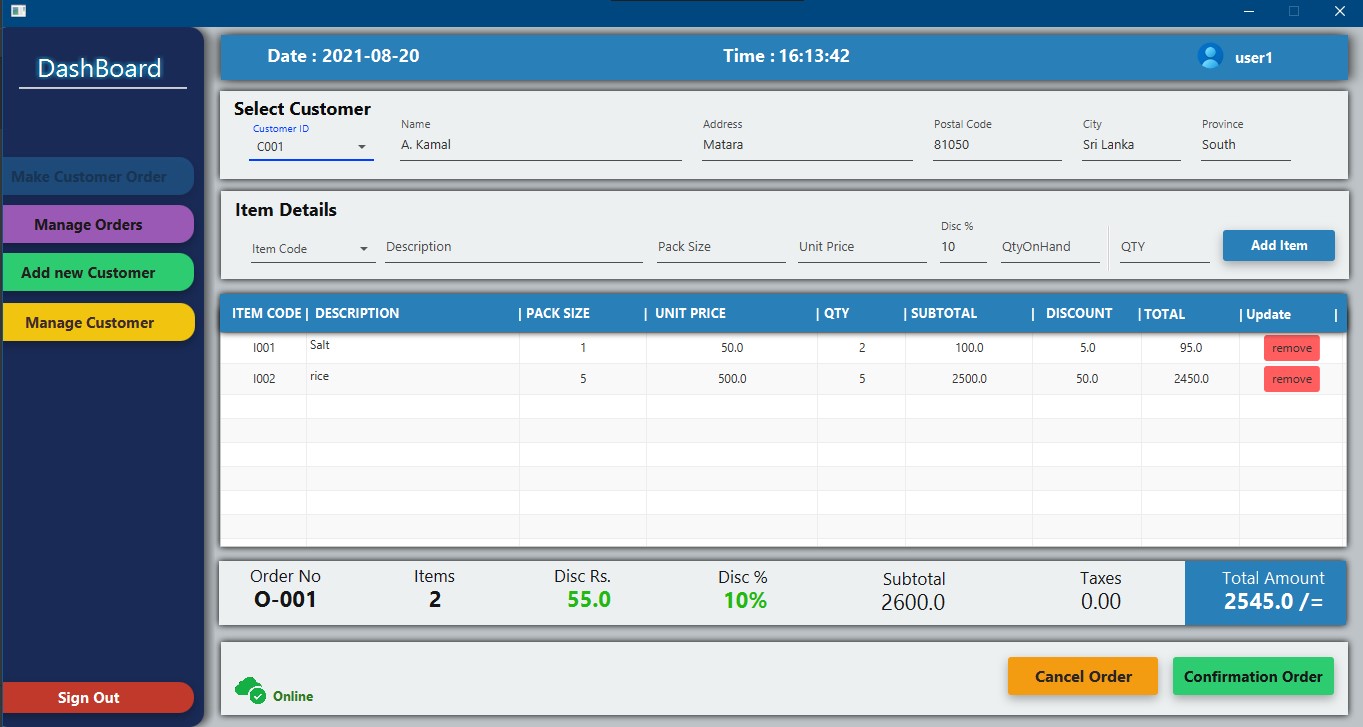 DashBoard
Make Customer Order
Manage Orders
Add new Customer
Manage Customer
Sign Out
Date : 2021-08-20 Time : 16:13:42 user1
Select Customer
Customer ID Name Address Postal Code City Province
C001 A. Kamal Matara 81050 Sri Lanka South
Item Details
Disc %
Item Code Description Pack Size Unit Price 10 QtyOnHand QTY Add Item
ITEM CODE | DESCRIPTION | PACK SIZE | UNIT PRICE | QTY | SUBTOTAL | DISCOUNT | TOTAL | Update |
I001 Salt 1 50.0 2 100.0 5.0 95.0 remove
I002 rice 5 500.0 5 2500.0 50.0 2450.0 remove
Order No Items Disc Rs. Disc % Subtotal Taxes Total Amount
O-001 2 55.0 10% 2600.0 0.00 2545.0 /=
Online Cancel Order Confirmation Order